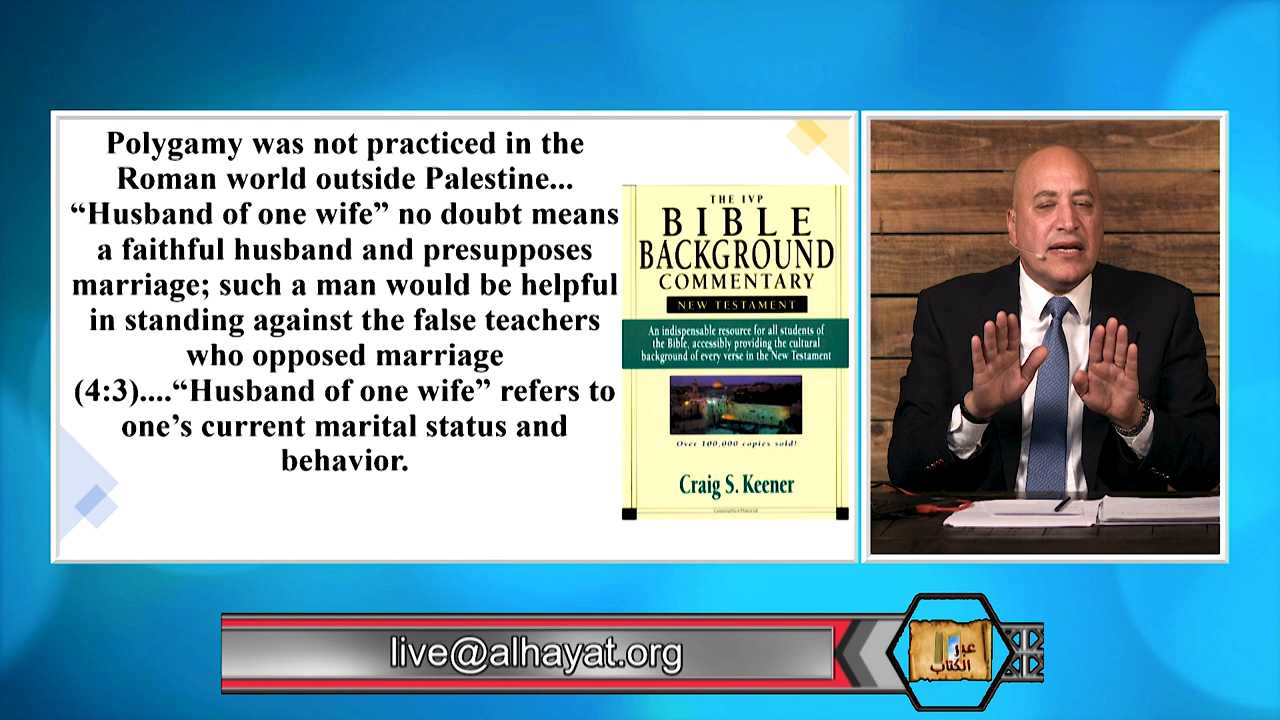 Polygamy was not practiced in the
Roman world outside Palestine...
“Husband of one wife” no doubt means
a faithful husband and presupposes
marriage; such a man would be helpful
in standing against the false teachers
who opposed marriage
(4:3)....“Husband of one wife” refers to
one’s current marital status and
behavior.
THE IVP
BIBLE
BACKGROUND
COMMENTARY
NEW TESTAMENT
An indispensable resource for all students of
the Bible, accessibly providing the cultural
background of every verse in the New Testament
Over 100,000 copies sold!
Craig S. Keener
live@alhayat.org
عبر
الكتاب